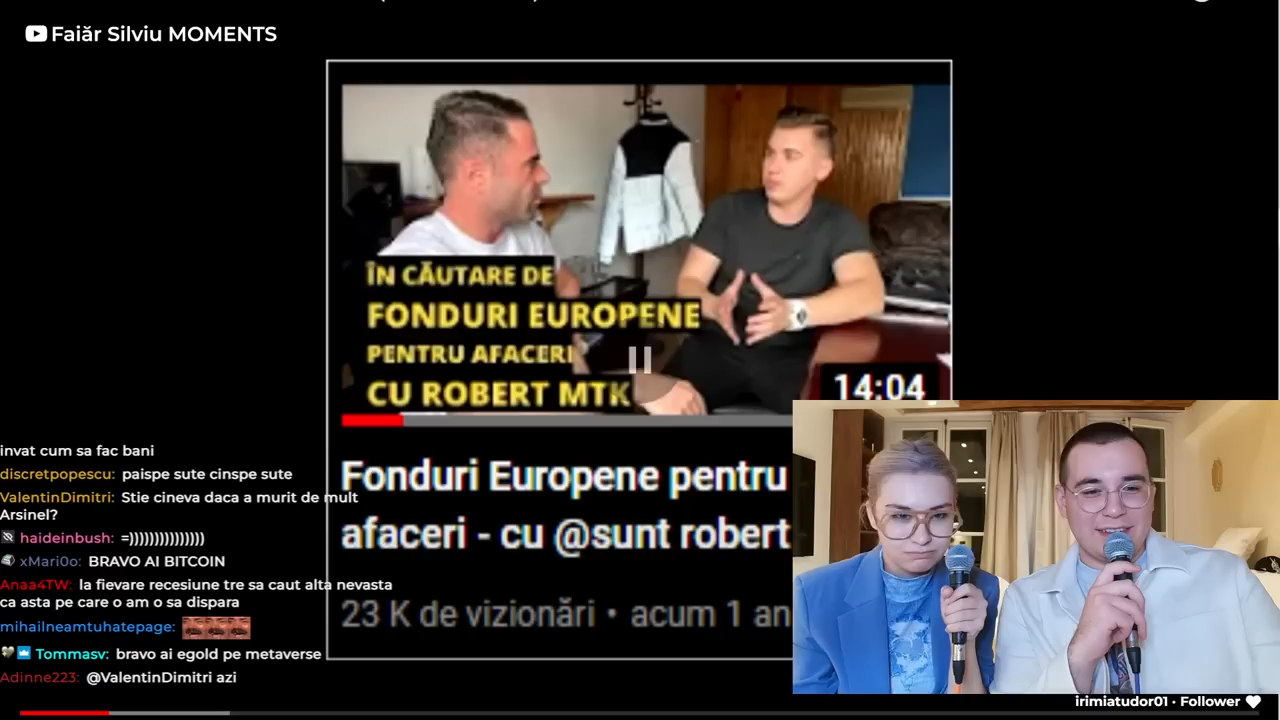 Faiăr Silviu MOMENTS
ÎN CĂUTARE DE
FONDURI EUROPENE
PENTRU AFACERI
CU ROBERT MTK
14:04
Fonduri Europene pentru
afaceri - cu @sunt robert
23 K de vizionări • acum 1 an
invat cum sa fac bani
discretpopescu: paispe sute cinspe sute
ValentinDimitri: Stie cineva daca a murit de mult
Arsinel?
haideinbush: =)))))))))))))))
xMari0o: BRAVO AI BITCOIN
Anaa4TW: la fievare recesiune tre sa caut alta nevasta
ca asta pe care o am o sa dispara
mihailneamtuhatepage:
Tommasv: bravo ai egold pe metaverse
Adinne223: @ValentinDimitri azi
irimiatudor01 · Follower